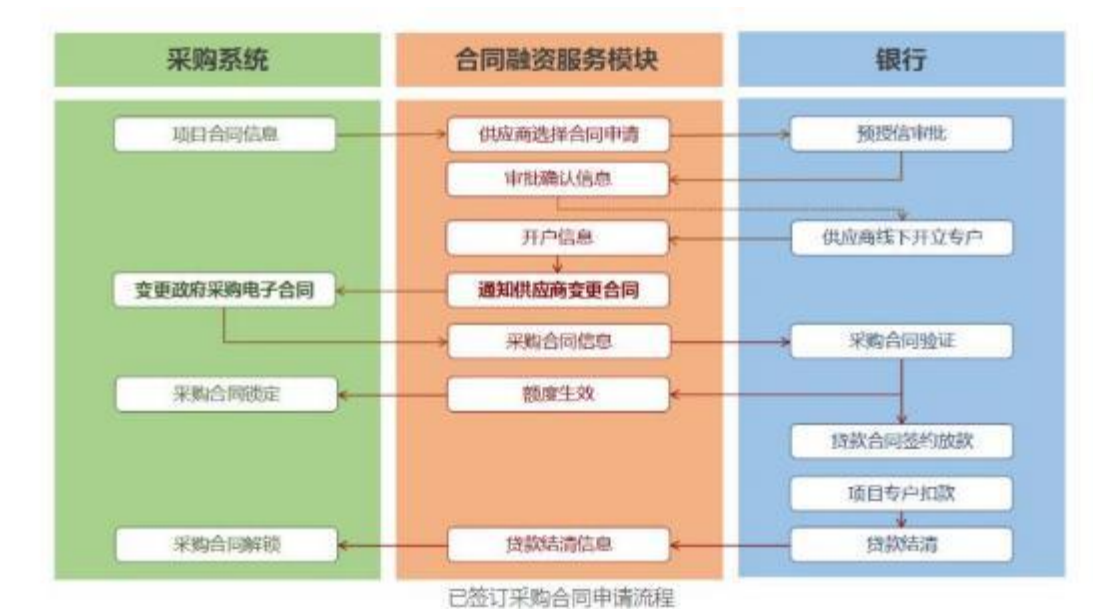 采购系统
合同融资服务模块
银行
项目合同信息
供应商选择合同申请
预授信审批
审批确认信息
开户信息
供应商线下开立专户
变更政府采购电子合同
通知供应商变更合同
采购合同信息
采购合同验证
采购合同锁定
额度生效
贷款合同签约放款
项目专户扣款
采购合同解锁
贷款结清信息
贷款结清
已签订采购合同申请流程